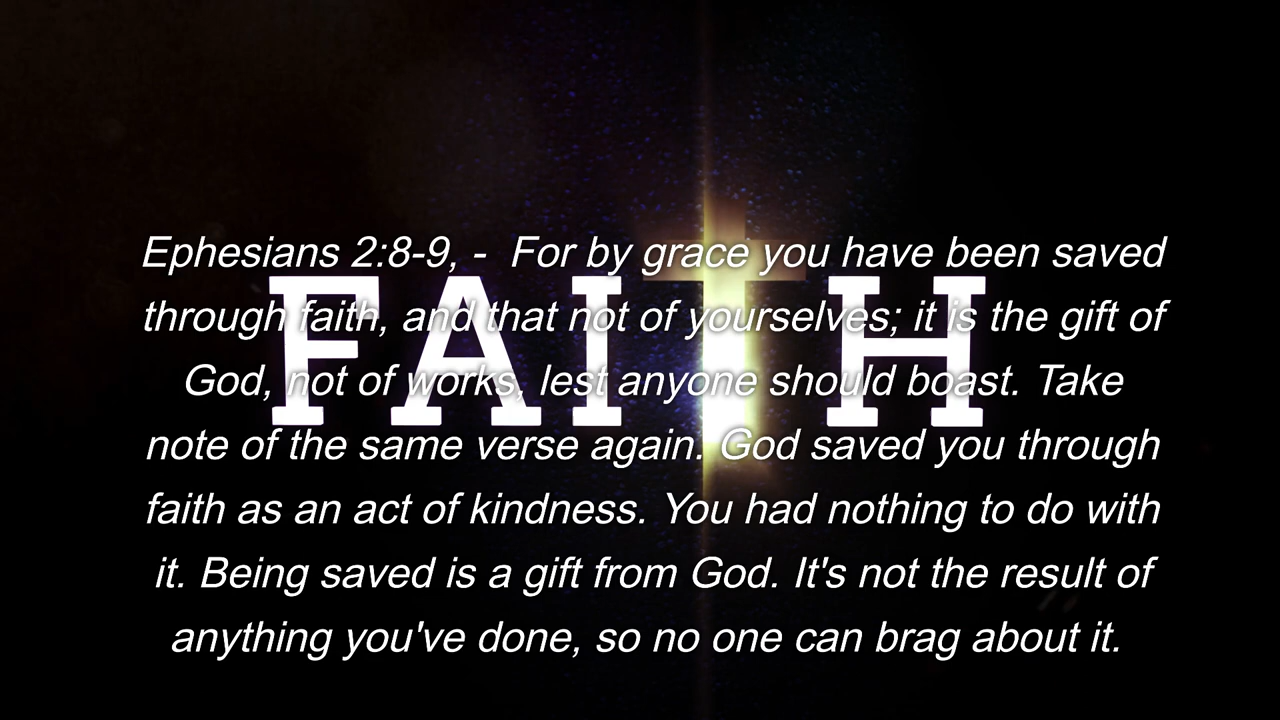 Ephesians 2:8-9, -  For by grace you have been saved
through faith, and that not of yourselves; it is the gift of
God, not of works, lest anyone should boast. Take
note of the same verse again. God saved you through
faith as an act of kindness. You had nothing to do with
it. Being saved is a gift from God. It's not the result of
anything you've done, so no one can brag about it.
FAITH